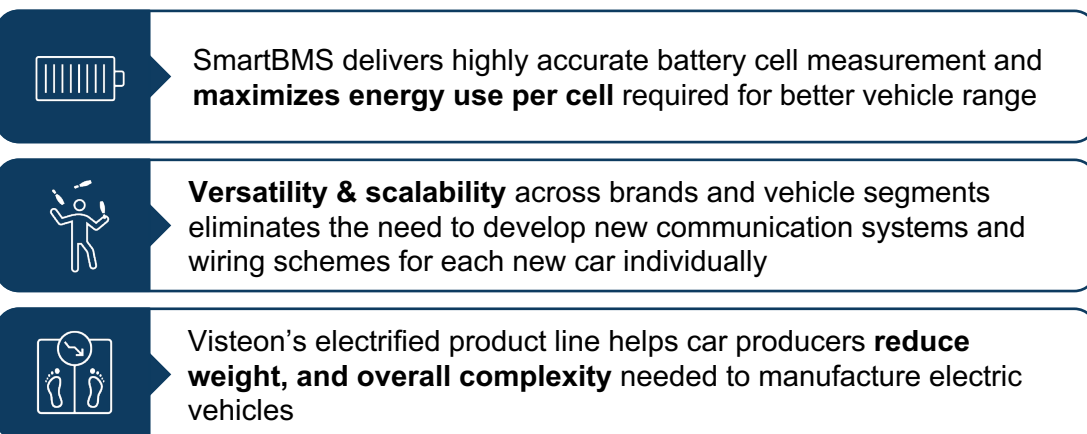 SmartBMS delivers highly accurate battery cell measurement and
maximizes energy use per cell required for better vehicle range
Versatility & scalability across brands and vehicle segments
eliminates the need to develop new communication systems and
wiring schemes for each new car individually
Visteon’s electrified product line helps car producers reduce
weight, and overall complexity needed to manufacture electric
vehicles